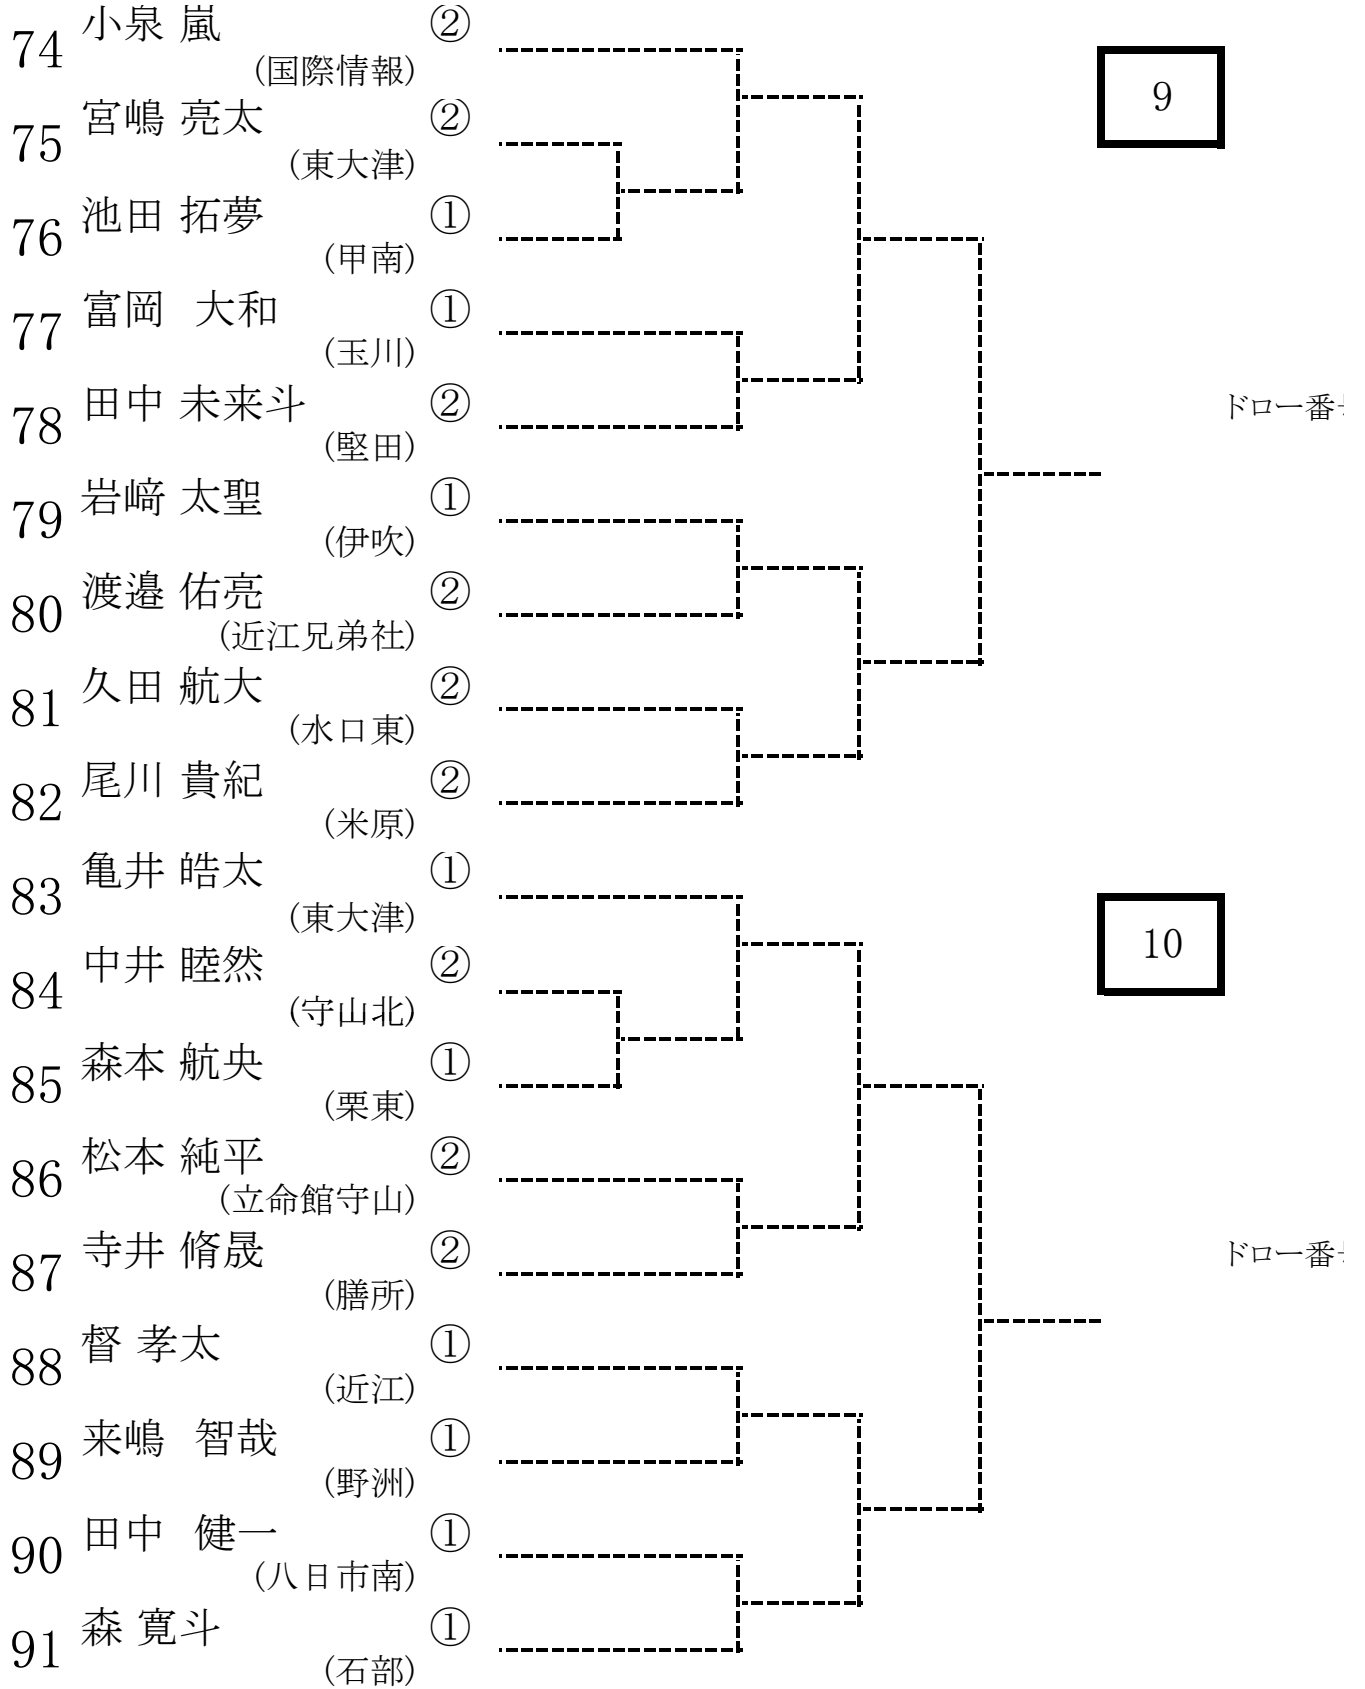 74 小泉 嵐 ②
(国際情報)
9
75 宮嶋 亮太 ②
(東大津)
76 池田 拓夢 ①
(甲南)
77 富岡 大和 ①
(玉川)
78 田中 未来斗 ②
(堅田)
ドロー番
79 岩﨑 太聖 ①
(伊吹)
80 渡邉 佑亮 ②
(近江兄弟社)
81 久田 航大 ②
(水口東)
82 尾川 貴紀 ②
(米原)
83 亀井 皓太 ①
(東大津)
10
84 中井 睦然 ②
(守山北)
85 森本 航央 ①
(栗東)
86 松本 純平 ②
(立命館守山)
87 寺井 脩晟 ②
(膳所)
ドロー番
88 督 孝太 ①
(近江)
89 来嶋 智哉 ①
(野洲)
90 田中 健一 ①
(八日市南)
91 森 寛斗 ①
(石部)